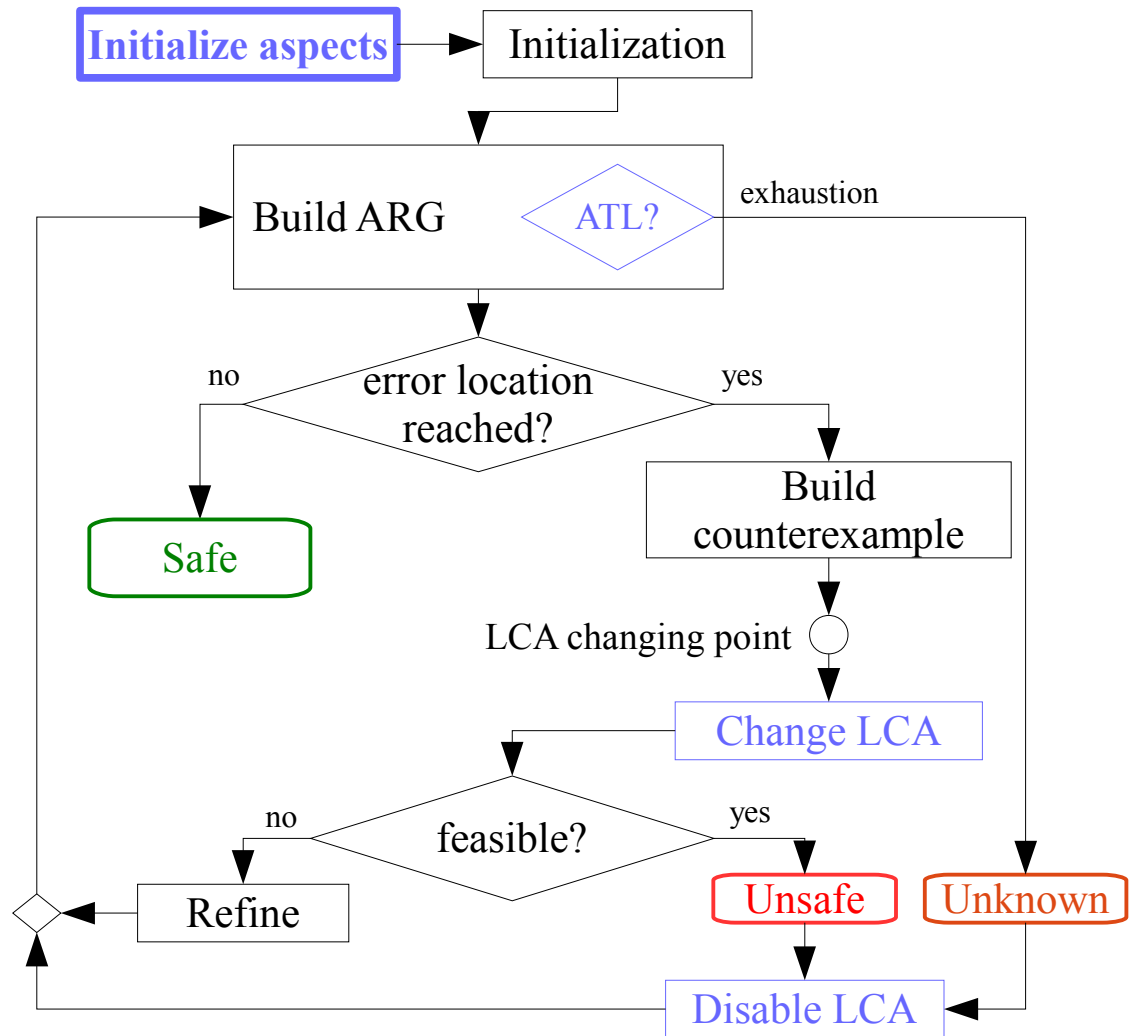 Initialize aspects
Initialization
Build ARG
ATL?
exhaustion
no
error location
reached?
yes
Safe
Build
counterexample
LCA changing point
Change LCA
no
feasible?
yes
Refine
Unsafe
Unknown
Disable LCA